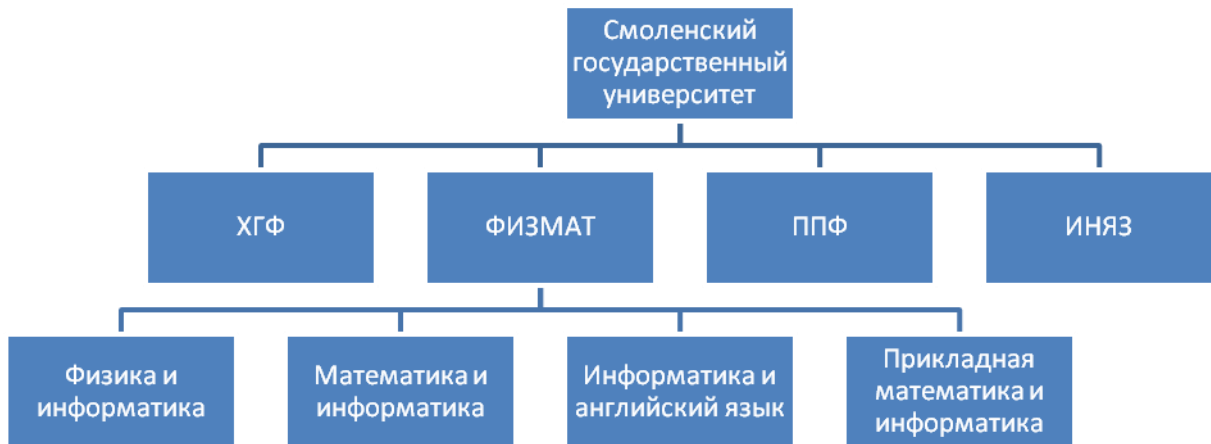 Смоленский
государственный
университет
ХГФ
ФИЗМАТ
ППФ
ИНЯЗ
Физика и
информатика
Математика и
информатика
Информатика и
английский язык
Прикладная
математика и
информатика